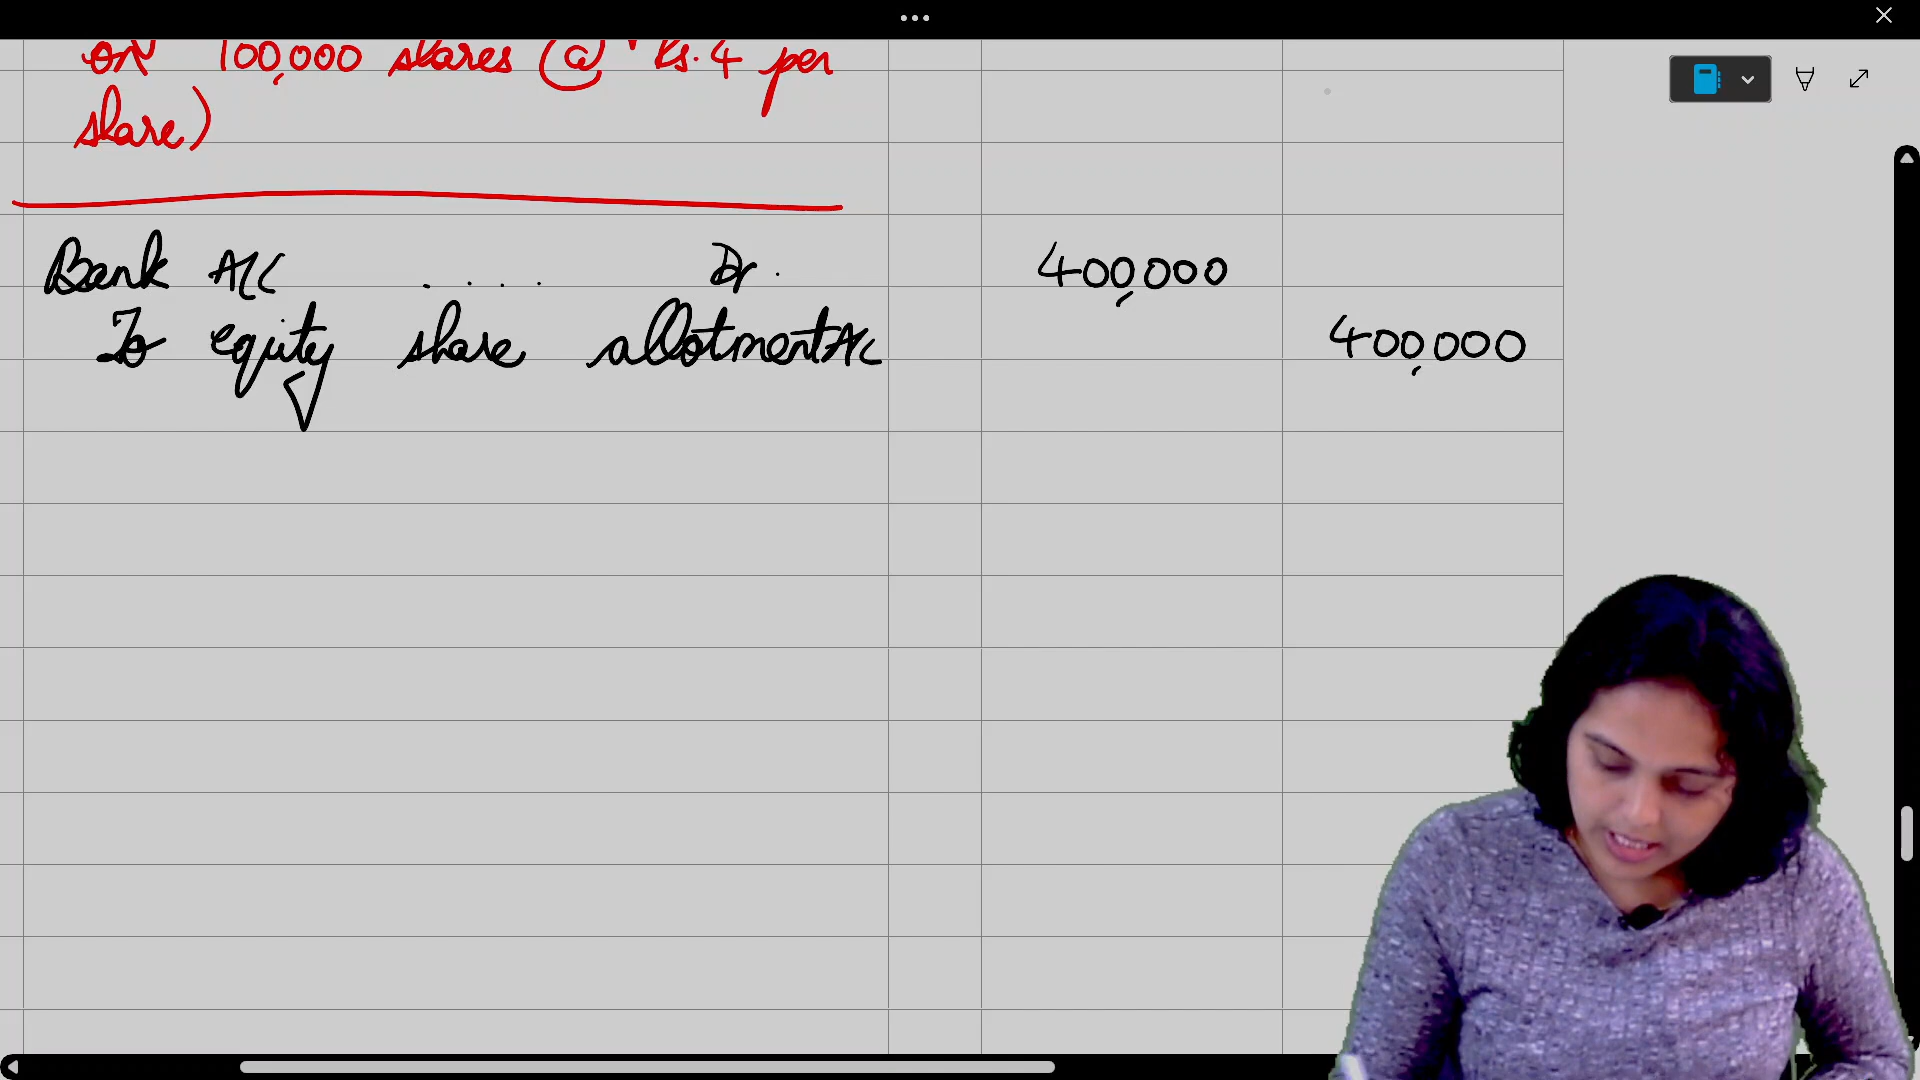 on 100,000 shares (@ Rs. 4 per
share)
Bank A/C .... Dr. 400,000
To equity share allotment A/C 400,000